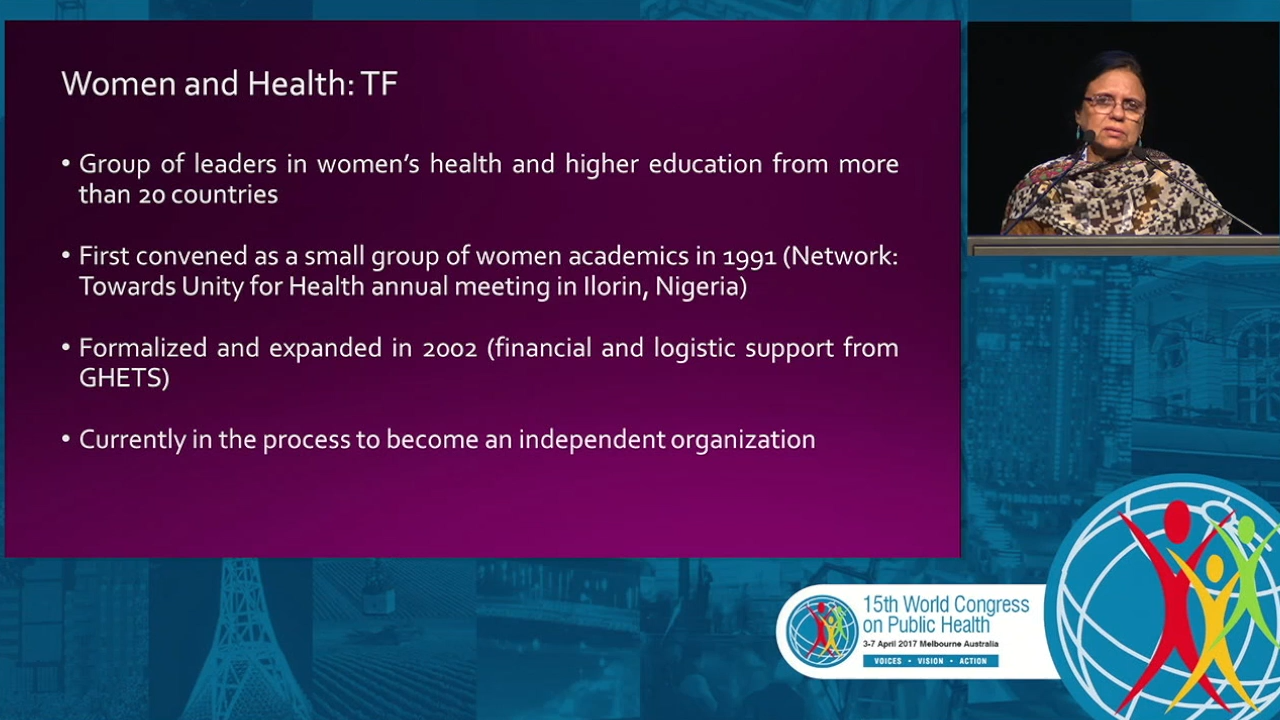 Women and Health: TF
• Group of leaders in women’s health and higher education from more
than 20 countries
• First convened as a small group of women academics in 1991 (Network:
Towards Unity for Health annual meeting in Ilorin, Nigeria)
• Formalized and expanded in 2002 (financial and logistic support from
GHETS)
• Currently in the process to become an independent organization
15th World Congress
on Public Health
3-7 April 2017 Melbourne Australia
VOICES • VISION • ACTION